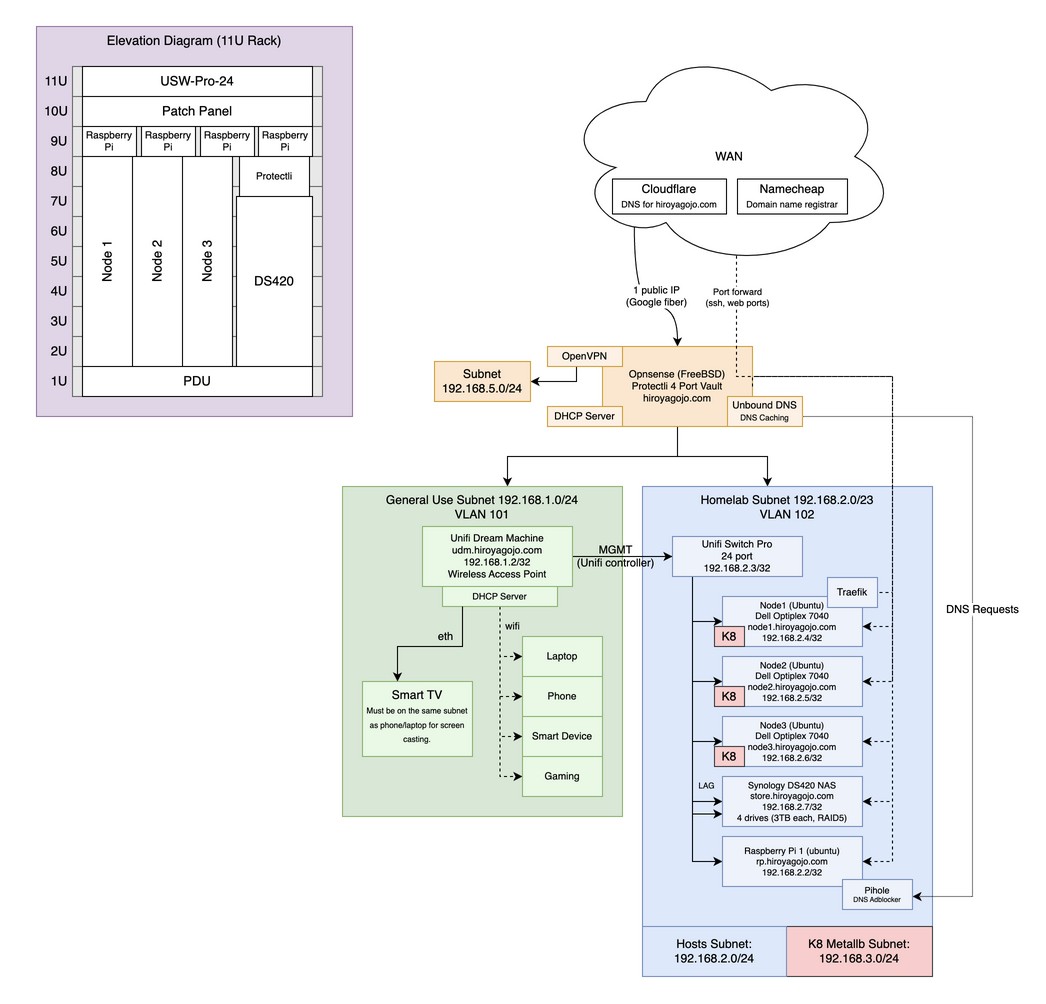 Elevation Diagram (11U Rack)
11U
USW-Pro-24
10U
Patch Panel
9U
Raspberry
Pi
Raspberry
Pi
Raspberry
Pi
Raspberry
Pi
8U
Protectli
7U
6U
5U
4U
3U
2U
Node 1
Node 2
Node 3
DS420
1U
PDU
WAN
Cloudflare
DNS for hiroyagojo.com
Namecheap
Domain name registrar
1 public IP
(Google fiber)
Port forward
(ssh, web ports)
OpenVPN
Subnet
192.168.5.0/24
Opnsense (FreeBSD)
Protectli 4 Port Vault
hiroyagojo.com
DHCP Server
Unbound DNS
DNS Caching
General Use Subnet 192.168.1.0/24
VLAN 101
Unifi Dream Machine
udm.hiroyagojo.com
192.168.1.2/32
Wireless Access Point
DHCP Server
MGMT
(Unifi controller)
eth
wifi
Smart TV
Must be on the same subnet
as phone/laptop for screen
casting.
Laptop
Phone
Smart Device
Gaming
Homelab Subnet 192.168.2.0/23
VLAN 102
Unifi Switch Pro
24 port
192.168.2.3/32
Traefik
Node1 (Ubuntu)
Dell Optiplex 7040
node1.hiroyagojo.com
192.168.2.4/32
K8
Node2 (Ubuntu)
Dell Optiplex 7040
node2.hiroyagojo.com
192.168.2.5/32
K8
Node3 (Ubuntu)
Dell Optiplex 7040
node3.hiroyagojo.com
192.168.2.6/32
K8
LAG
Synology DS420 NAS
store.hiroyagojo.com
192.168.2.7/32
4 drives (3TB each, RAID5)
Raspberry Pi 1 (ubuntu)
rp.hiroyagojo.com
192.168.2.2/32
Pihole
DNS Adblocker
DNS Requests
Hosts Subnet:
192.168.2.0/24
K8 Metallb Subnet:
192.168.3.0/24